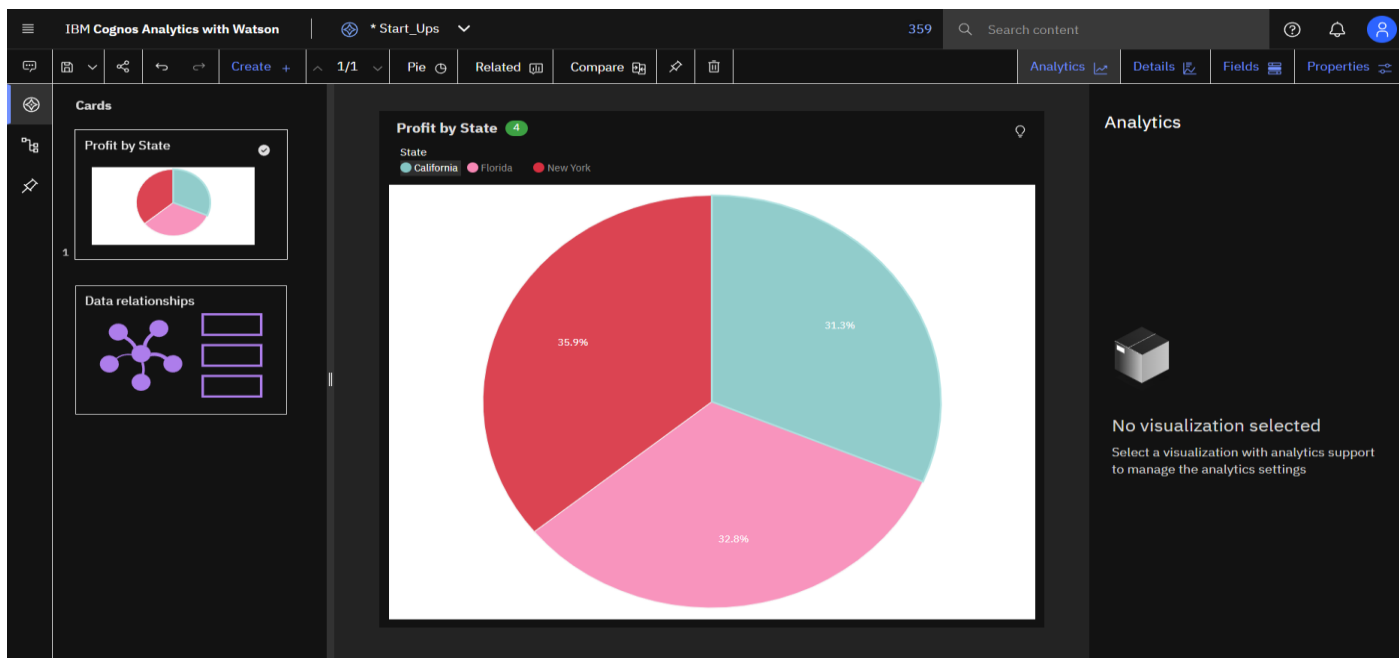 IBM Cognos Analytics with Watson
* Start_Ups
359
Search content
Create +
1/1
Pie
Related
Compare
Analytics
Details
Fields
Properties
Cards
Profit by State
1
Data relationships
Profit by State 4
State
California Florida New York
31.3%
35.9%
32.8%
Analytics
No visualization selected
Select a visualization with analytics support
to manage the analytics settings